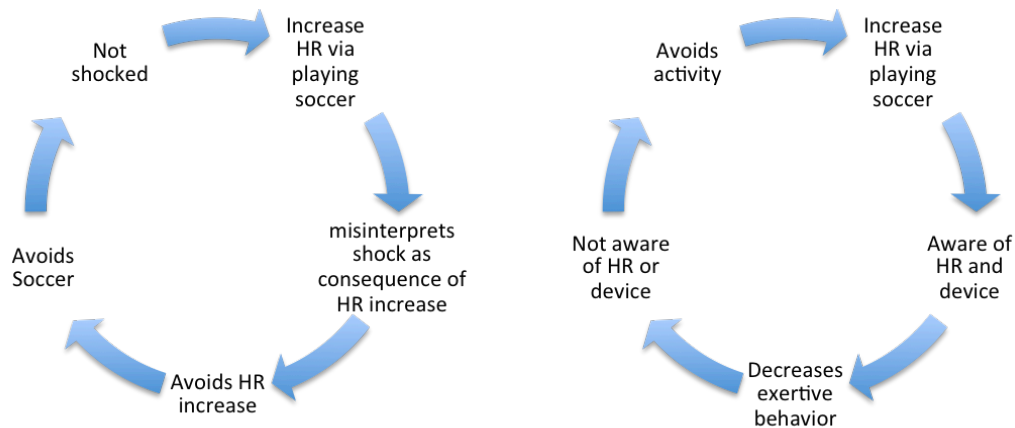 Increase
HR via
playing
soccer
misinterprets
shock as
consequence of
HR increase
Avoids HR
increase
Avoids
Soccer
Not
shocked
Increase
HR via
playing
soccer
Aware of
HR and
device
Decreases
exertive
behavior
Not aware
of HR or
device
Avoids
activity